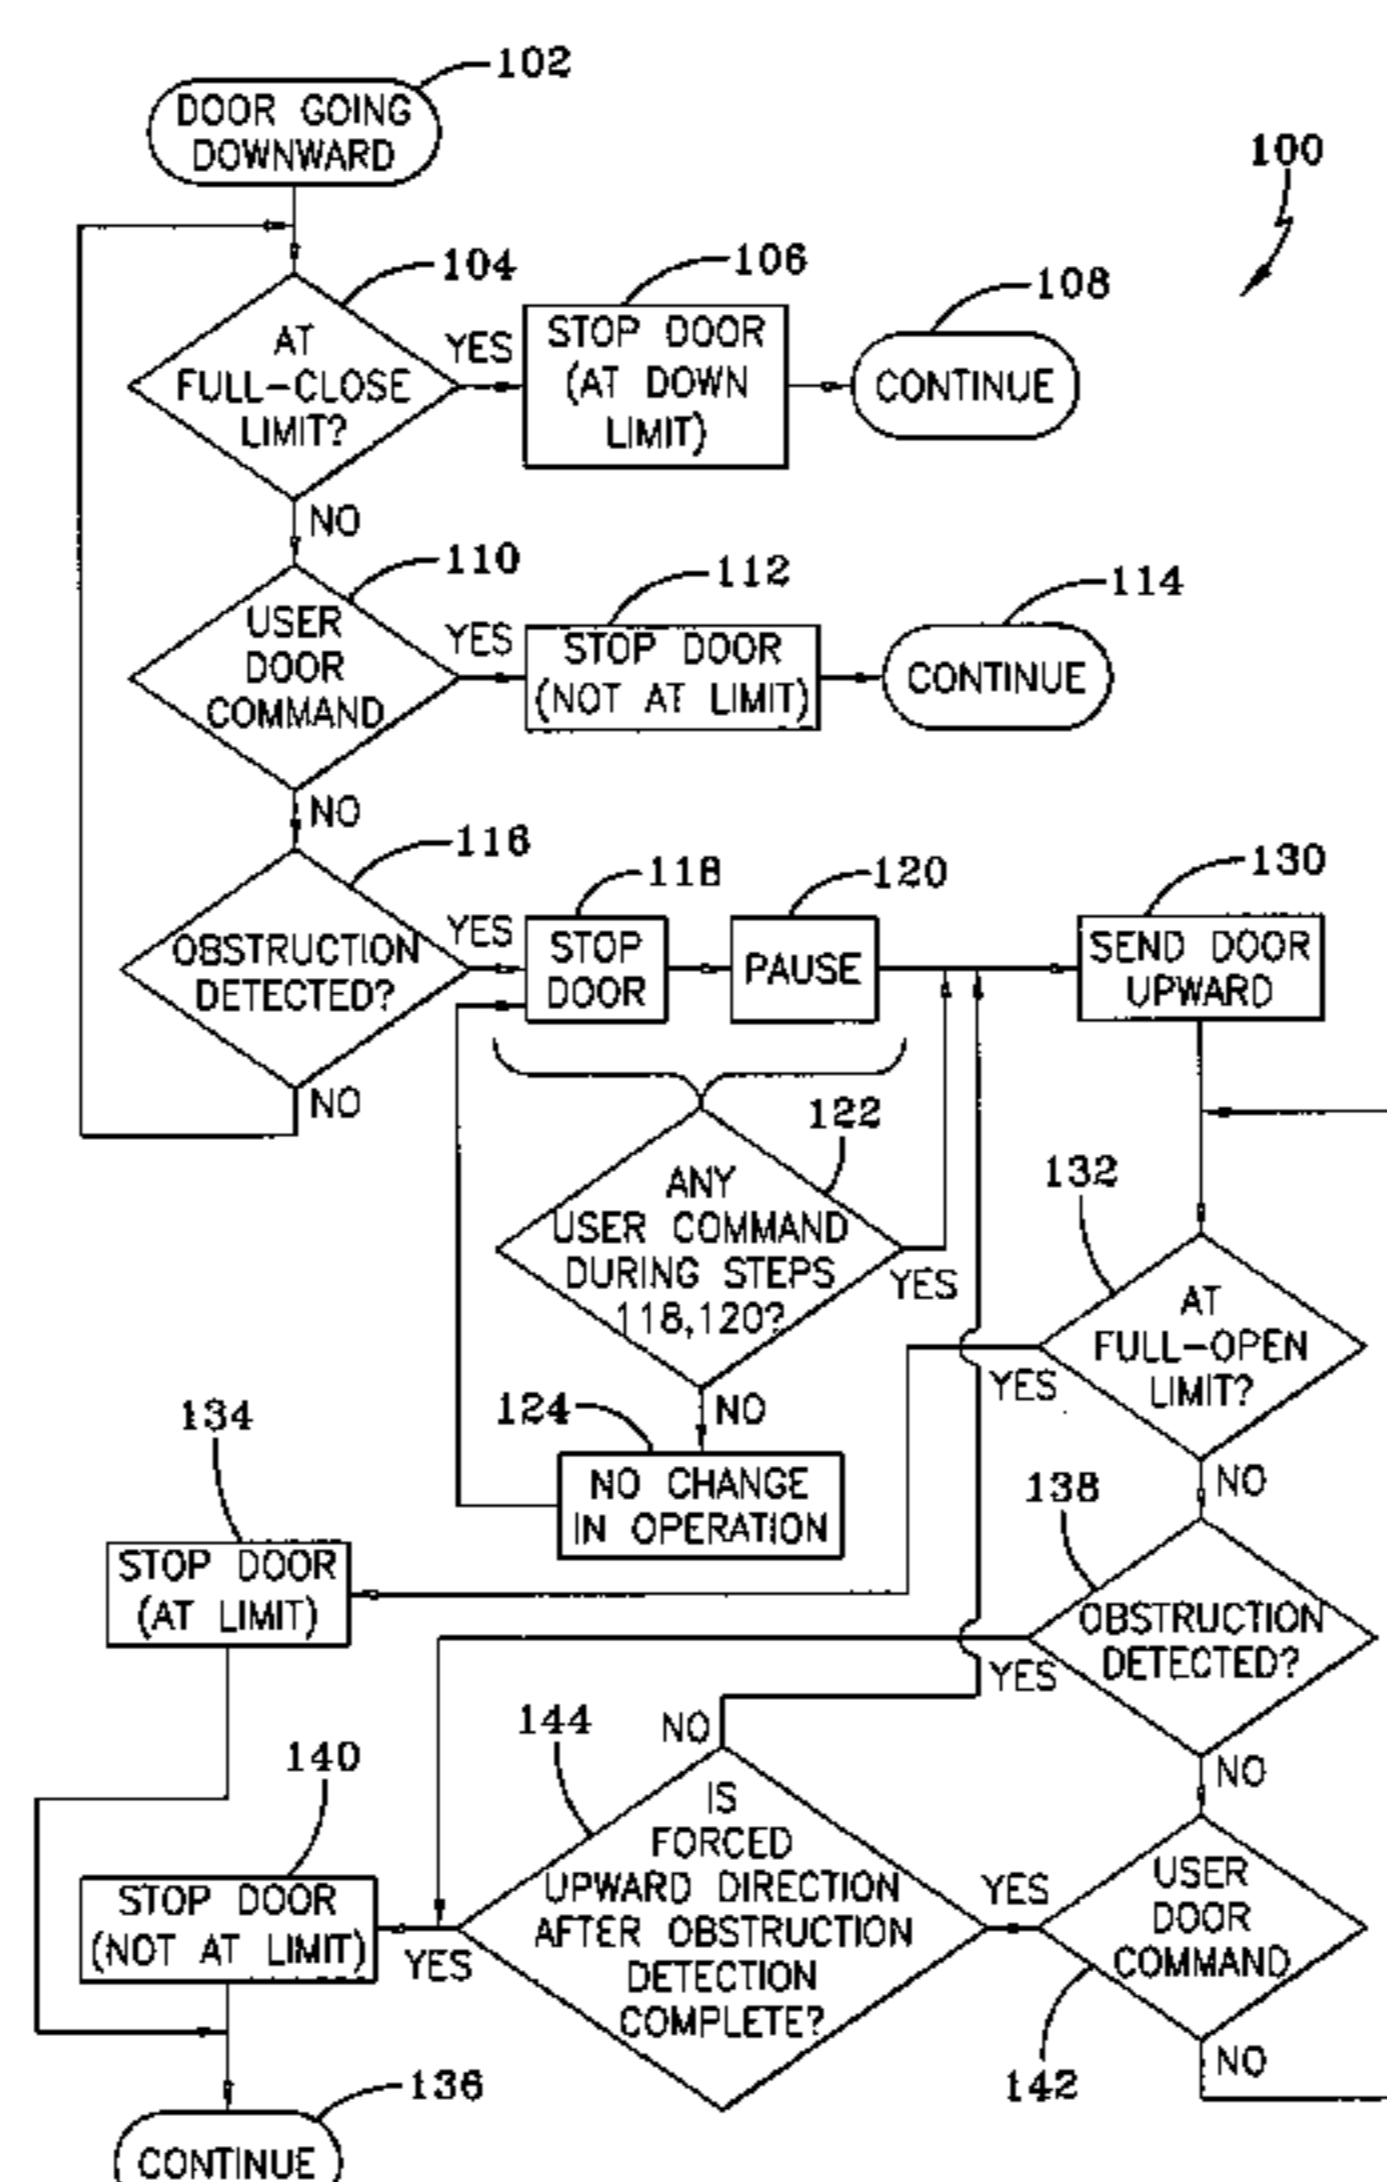 102
DOOR GOING
DOWNWARD
100
104
106
108
AT
FULL-CLOSE
LIMIT?
YES
STOP DOOR
(AT DOWN
LIMIT)
CONTINUE
NO
110
112
114
USER
DOOR
COMMAND
YES
STOP DOOR
(NOT AT LIMIT)
CONTINUE
NO
116
118
120
130
OBSTRUCTION
DETECTED?
YES
STOP
DOOR
PAUSE
SEND DOOR
UPWARD
NO
122
ANY
USER COMMAND
DURING STEPS
118,120?
YES
132
AT
FULL-OPEN
LIMIT?
YES
NO
124
NO
NO CHANGE
IN OPERATION
134
STOP DOOR
(AT LIMIT)
138
OBSTRUCTION
DETECTED?
YES
NO
140
STOP DOOR
(NOT AT LIMIT)
144
NO
IS
FORCED
UPWARD DIRECTION
AFTER OBSTRUCTION
DETECTION
COMPLETE?
YES
YES
USER
DOOR
COMMAND
142
NO
136
CONTINUE